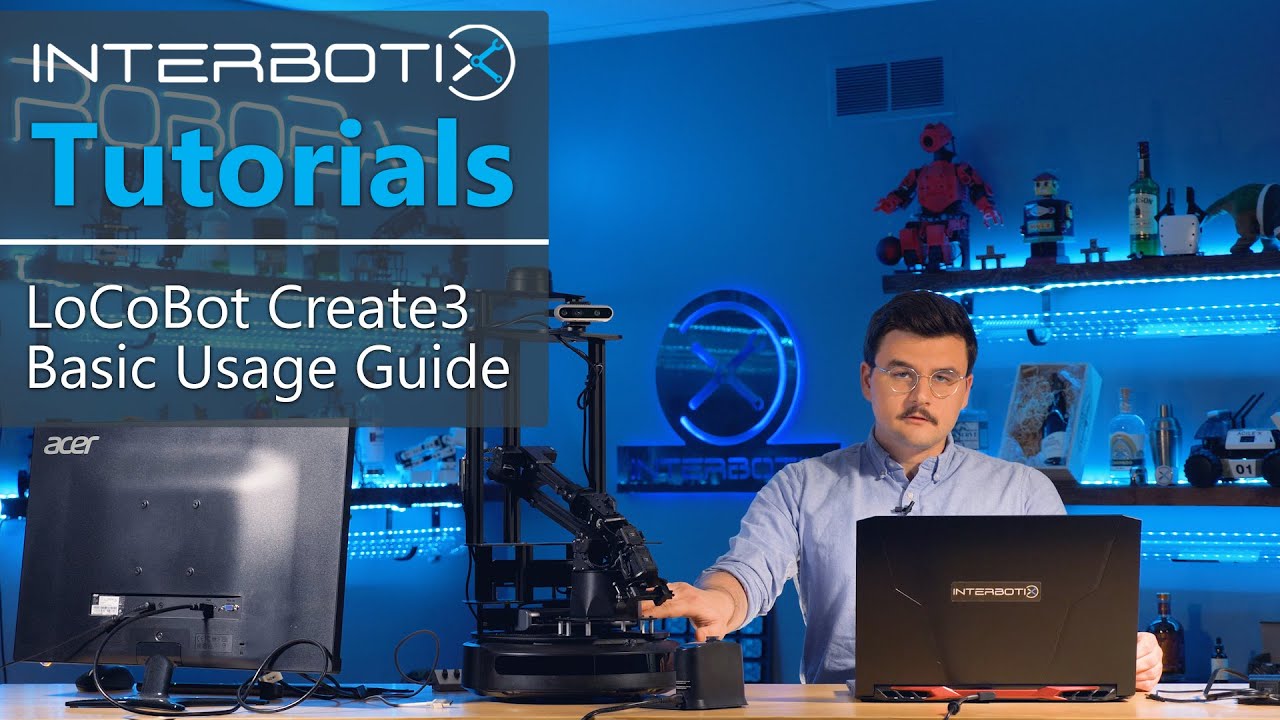 INTERBOTIX
Tutorials
LoCoBot Create3
Basic Usage Guide
acer
INTERBOTIX
INTERBOTIX
01